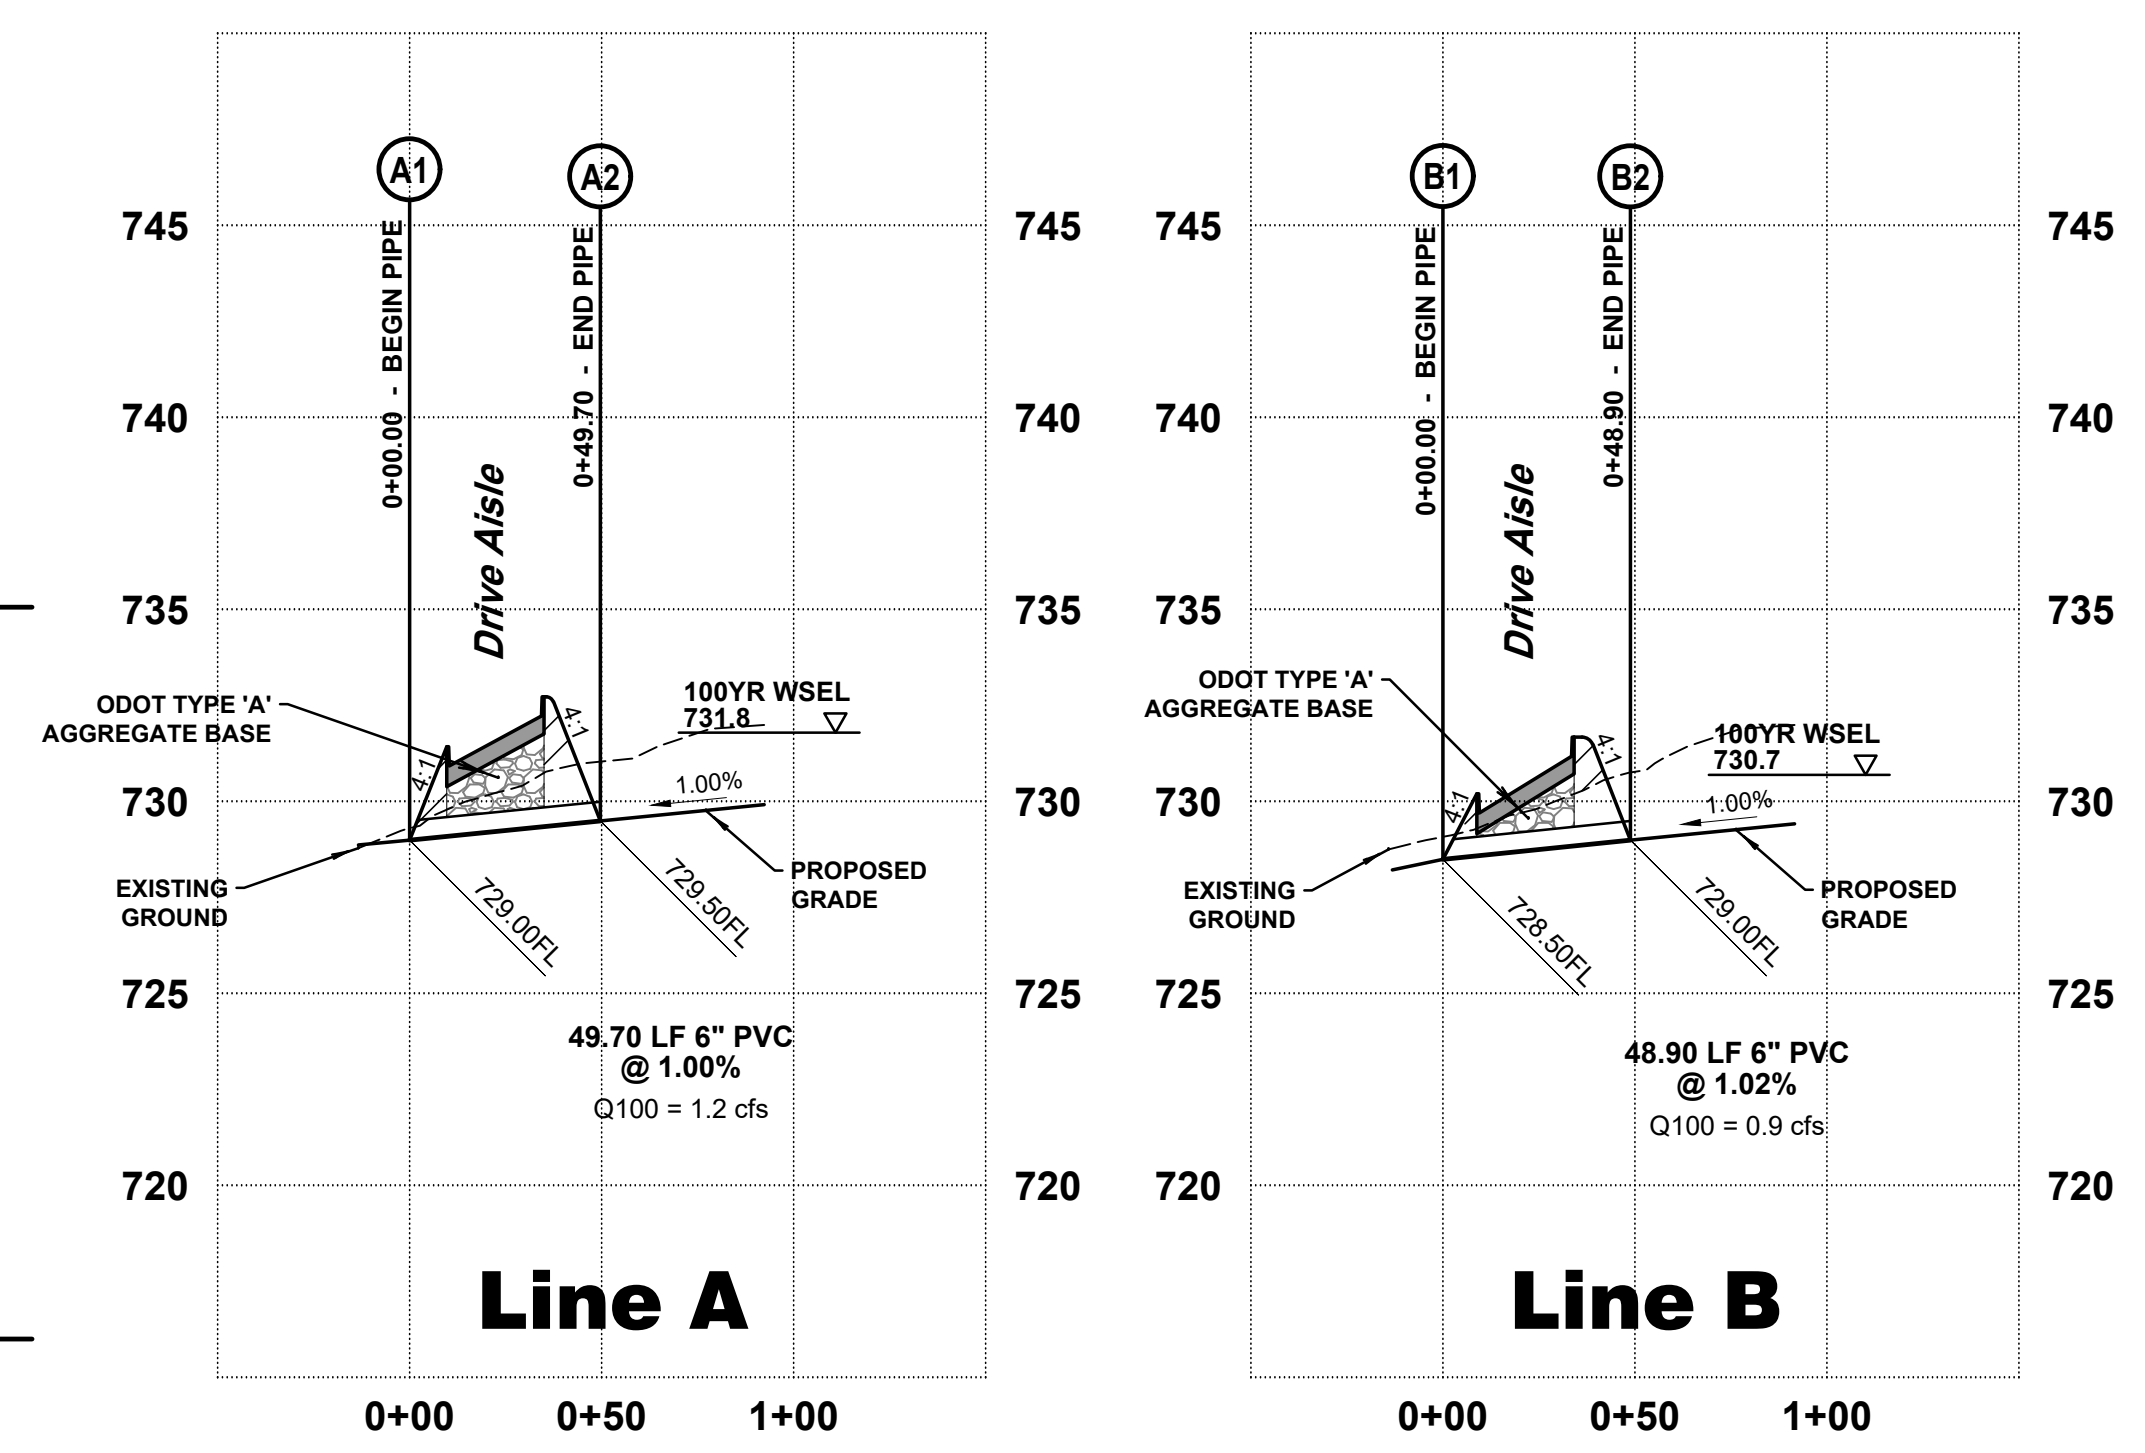 A1
A2
745
745
0+00.00 - BEGIN PIPE
0+49.70 - END PIPE
740
740
Drive Aisle
735
735
ODOT TYPE 'A'
AGGREGATE BASE
100YR WSEL
731.8
4:1
4:1
730
730
1.00%
EXISTING
GROUND
PROPOSED
GRADE
729.00FL
729.50FL
725
725
49.70 LF 6" PVC
@ 1.00%
Q100 = 1.2 cfs
720
720
Line A
0+00
0+50
1+00
B1
B2
745
745
0+00.00 - BEGIN PIPE
0+48.90 - END PIPE
740
740
Drive Aisle
735
735
ODOT TYPE 'A'
AGGREGATE BASE
100YR WSEL
730.7
4:1
4:1
730
730
1.00%
EXISTING
GROUND
PROPOSED
GRADE
728.50FL
729.00FL
725
725
48.90 LF 6" PVC
@ 1.02%
Q100 = 0.9 cfs
720
720
Line B
0+00
0+50
1+00